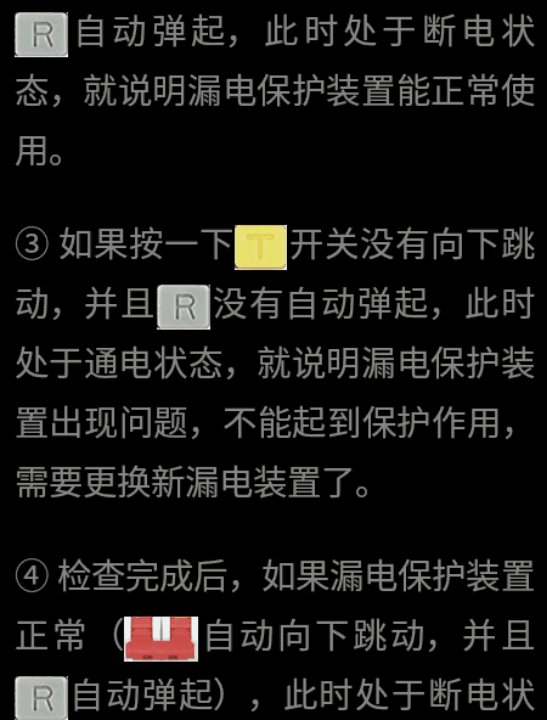 R自动弹起，此时处于断电状
态，就说明漏电保护装置能正常使
用。
③ 如果按一下T开关没有向下跳
动，并且R没有自动弹起，此时
处于通电状态，就说明漏电保护装
置出现问题，不能起到保护作用，
需要更换新漏电装置了。
④ 检查完成后，如果漏电保护装置
正常（自动向下跳动，并且
R自动弹起），此时处于断电状